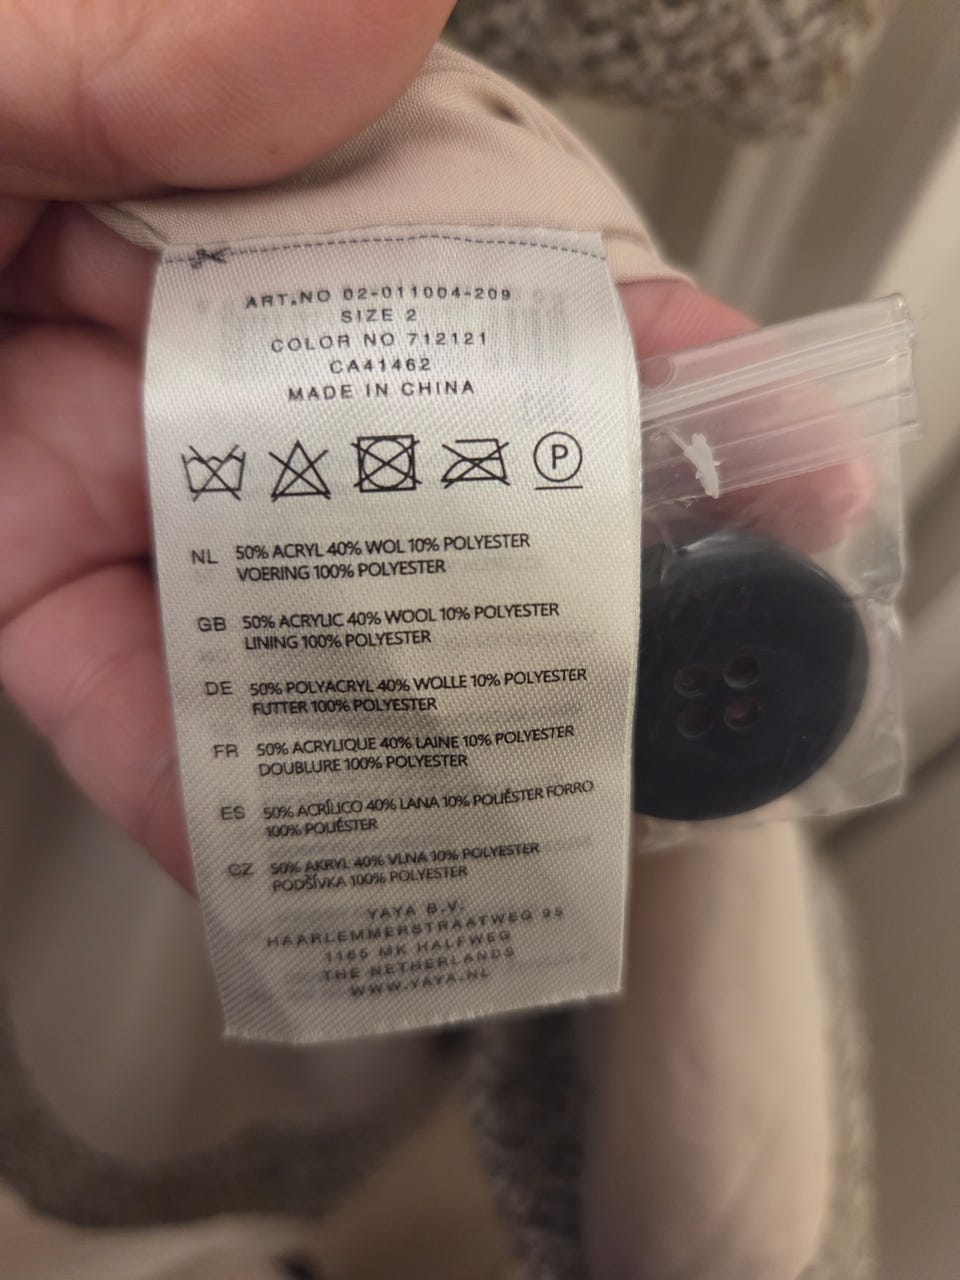 ART.NO 02-011004-209
SIZE 2
COLOR NO 712121
CA41462
MADE IN CHINA
P
NL 50% ACRYL 40% WOL 10% POLYESTER
VOERING 100% POLYESTER
GB 50% ACRYLIC 40% WOOL 10% POLYESTER
LINING 100% POLYESTER
DE 50% POLYACRYL 40% WOLLE 10% POLYESTER
FUTTER 100% POLYESTER
FR 50% ACRYLIQUE 40% LAINE 10% POLYESTER
DOUBLURE 100% POLYESTER
ES 50% ACRÍLICO 40% LANA 10% POLIÉSTER FORRO
100% POLIÉSTER
CZ 50% AKRYL 40% VLNA 10% POLYESTER
PODŠÍVKA 100% POLYESTER
YAYA B.V.
HAARLEMMERSTRAATWEG 95
1165 MK HALFWEG
THE NETHERLANDS
WWW.YAYA.NL